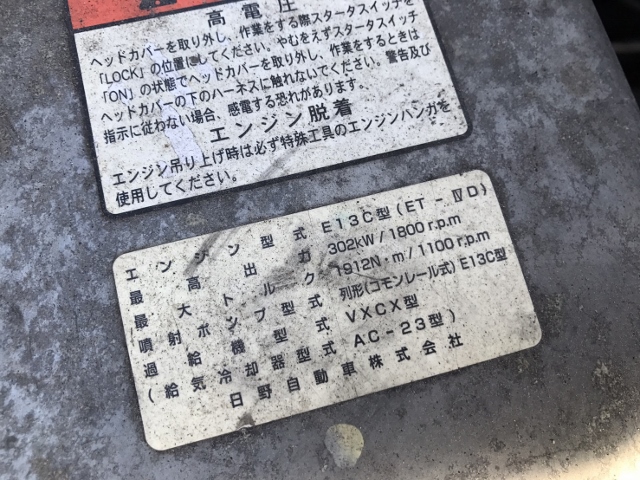 高電圧
ヘッドカバーを取り外し、作業をする際スタータスイッチを
「LOCK」の位置にしてください。やむをえずスタータスイッチ
「ON」の状態でヘッドカバーを取り外し、作業をするときは
ヘッドカバーの下のハーネスに触れないでください。警告及び
指示に従わない場合、感電する恐れがあります。
エンジン脱着
エンジン吊り上げ時は必ず特殊工具のエンジンハンガを
使用してください。
エンジン型式 E13C型(ET-ⅣD)
最高出力 302kW/1800r.p.m
最大トルク 1912N・m/1100r.p.m
噴射ポンプ型式 列形(コモンレール式)E13C型
過給機型式 VXCX型
(給気冷却器型式 AC-23型)
日野自動車株式会社